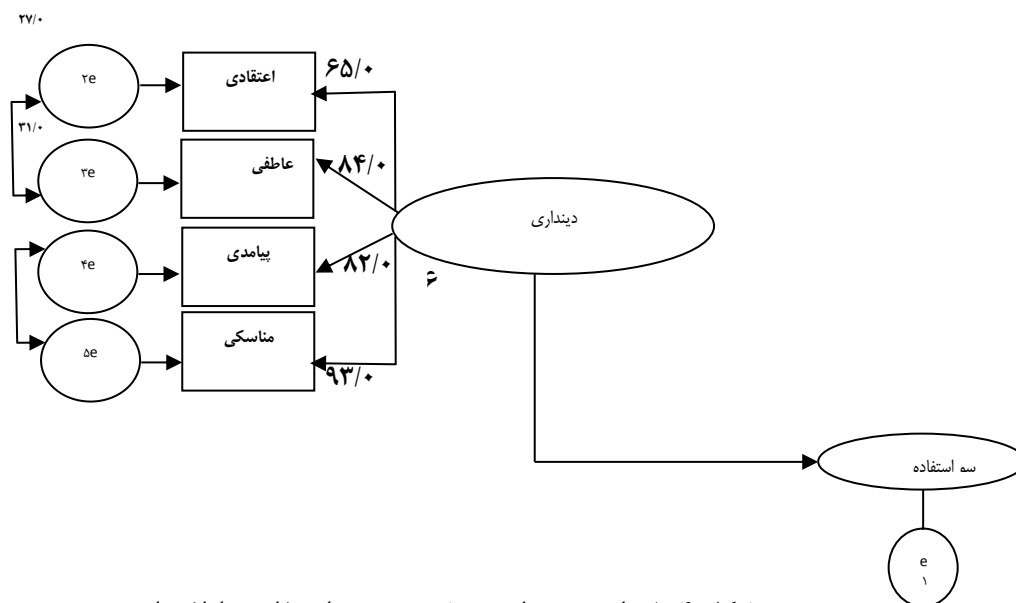 ۲۷/۰
۲e
اعتقادی
۶۵/۰
۳۱/۰
۳e
عاطفی
۸۴/۰
دینداری
۴e
پیامدی
۸۲/۰
۶
۵e
مناسکی
۹۳/۰
سو استفاده
e
۱